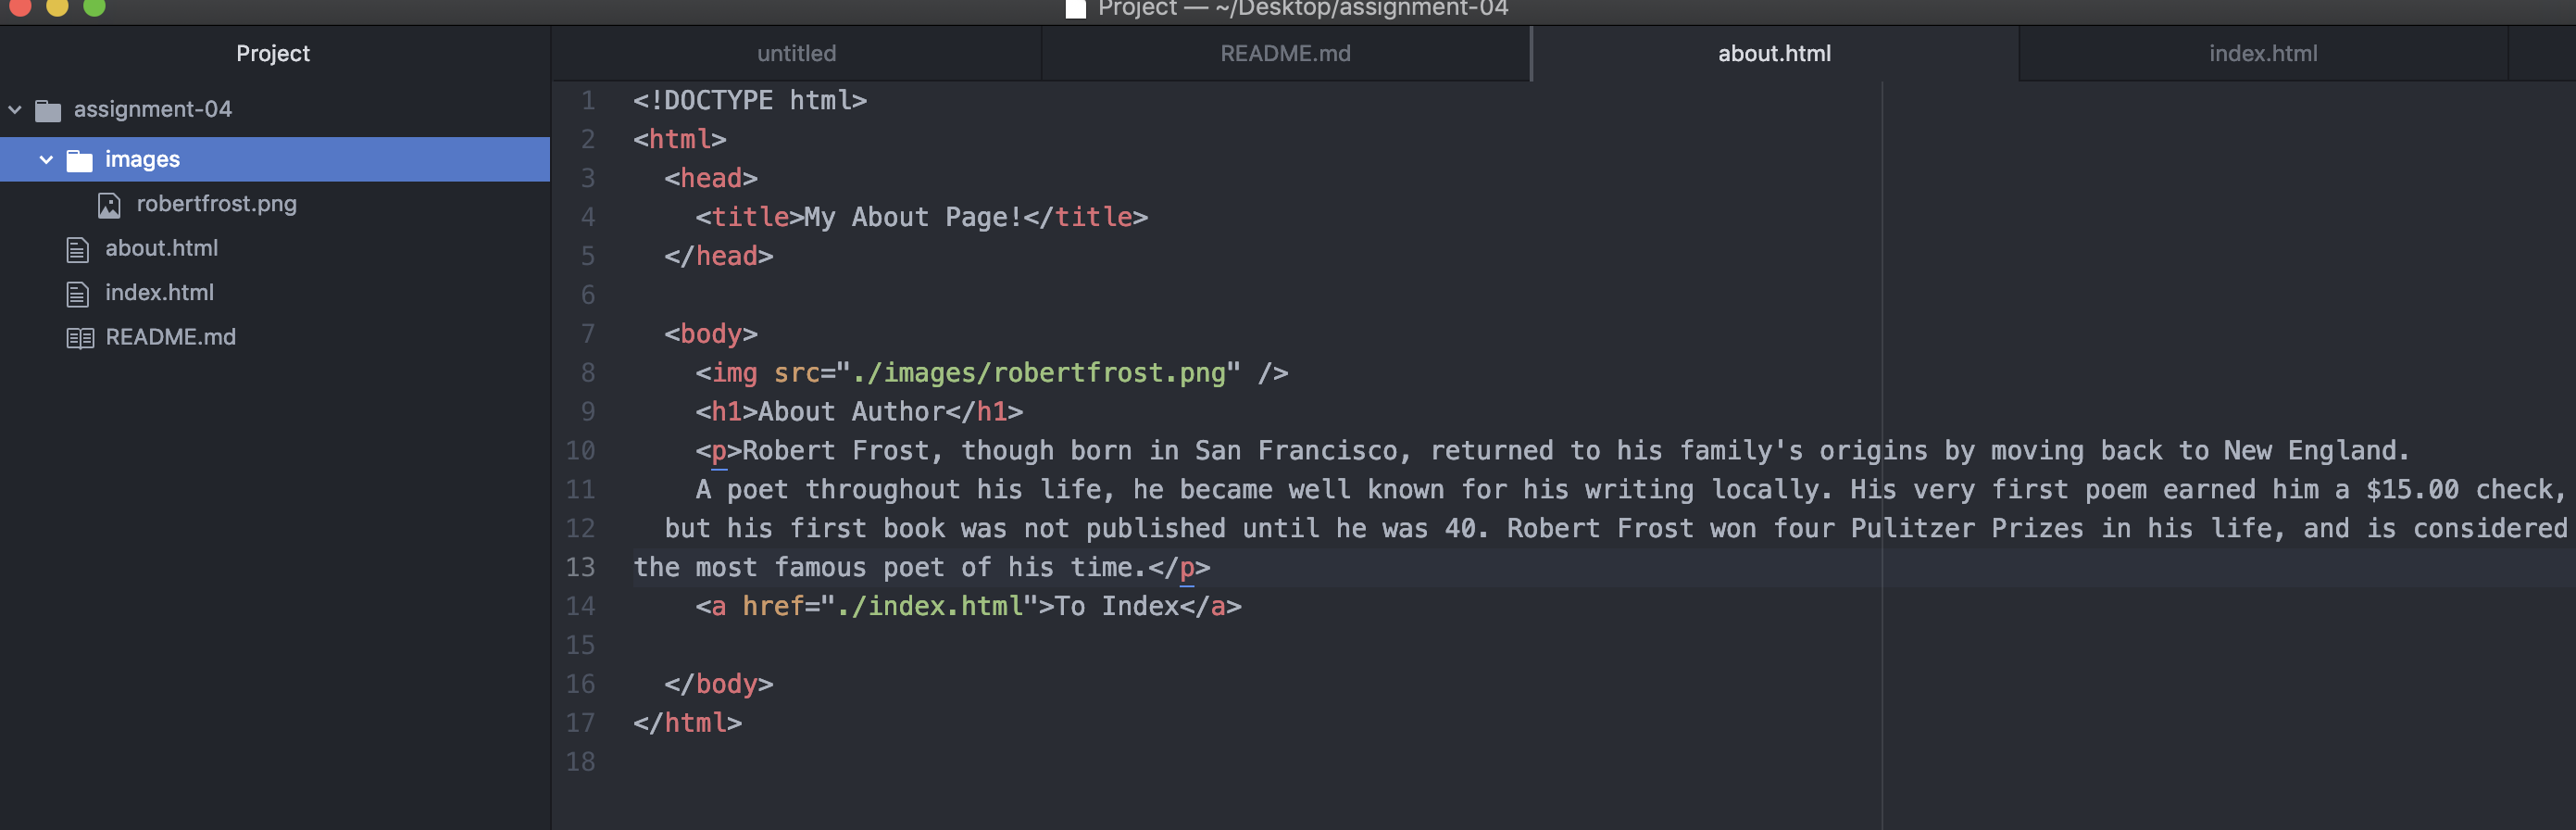 Project — ~/Desktop/assignment-04
Project
untitled
README.md
about.html
index.html
assignment-04
images
robertfrost.png
about.html
index.html
README.md
1 <!DOCTYPE html>
2 <html>
3 <head>
4 <title>My About Page!</title>
5 </head>
6
7 <body>
8 <img src="./images/robertfrost.png" />
9 <h1>About Author</h1>
10 <p>Robert Frost, though born in San Francisco, returned to his family's origins by moving back to New England.
11 A poet throughout his life, he became well known for his writing locally. His very first poem earned him a $15.00 check,
12 but his first book was not published until he was 40. Robert Frost won four Pulitzer Prizes in his life, and is considered
13 the most famous poet of his time.</p>
14 <a href="./index.html">To Index</a>
15
16 </body>
17 </html>
18